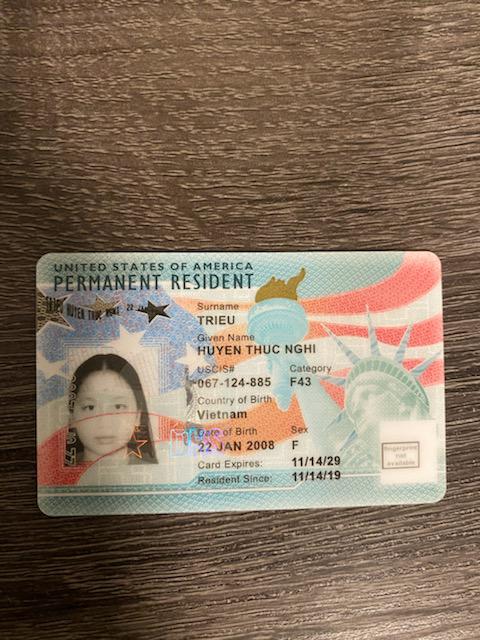 UNITED STATES OF AMERICA
PERMANENT RESIDENT
Surname
TRIEU
Given Name
HUYEN THUC NGHI
USCIS# Category
067-124-885 F43
Country of Birth
Vietnam
Date of Birth Sex
22 JAN 2008 F
Card Expires: 11/14/29
Resident Since: 11/14/19
fingerprint
not
available